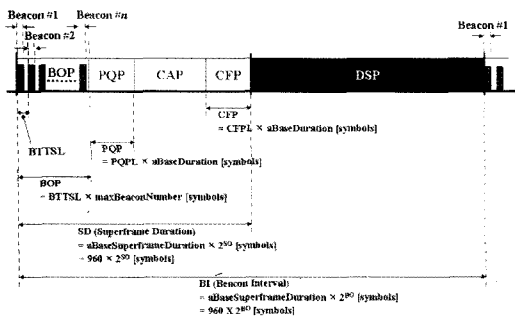 Beacon #1 Beacon #n
Beacon #2
Beacon #1
BOP PQP CAP CFP DSP
CFP
= CFPL × aBaseDuration [symbols]
BTTSL
PQP
= PQPL × aBaseDuration [symbols]
BOP
= BTTSL × maxBeaconNumber [symbols]
SD (Superframe Duration)
= aBaseSuperframeDuration × 2^SO [symbols]
= 960 × 2^SO [symbols]
BI (Beacon Interval)
= aBaseSuperframeDuration × 2^BO [symbols]
= 960 X 2^BO [symbols]